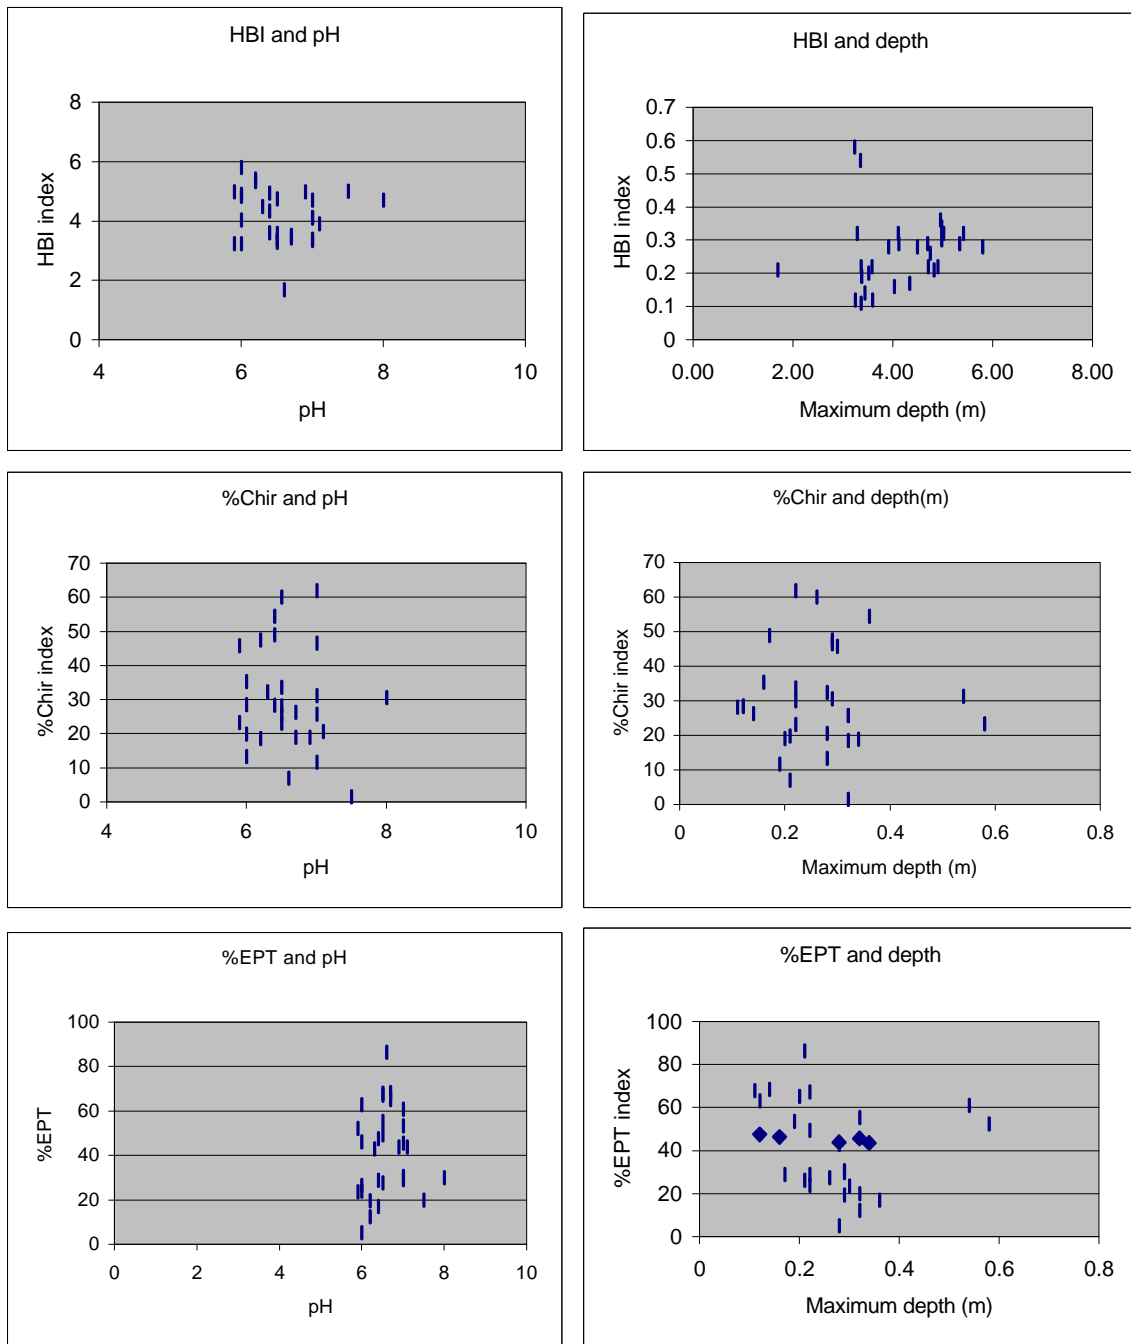 HBI and pH
8
6
4
2
0
4 6 8 10
HBI index
pH
HBI and depth
0.7
0.6
0.5
0.4
0.3
0.2
0.1
0
0.00 2.00 4.00 6.00 8.00
HBI index
Maximum depth (m)
%Chir and pH
70
60
50
40
30
20
10
0
4 6 8 10
%Chir index
pH
%Chir and depth(m)
70
60
50
40
30
20
10
0
0 0.2 0.4 0.6 0.8
%Chir index
Maximum depth (m)
%EPT and pH
100
80
60
40
20
0
0 2 4 6 8 10
%EPT
pH
%EPT and depth
100
80
60
40
20
0
0 0.2 0.4 0.6 0.8
%EPT index
Maximum depth (m)